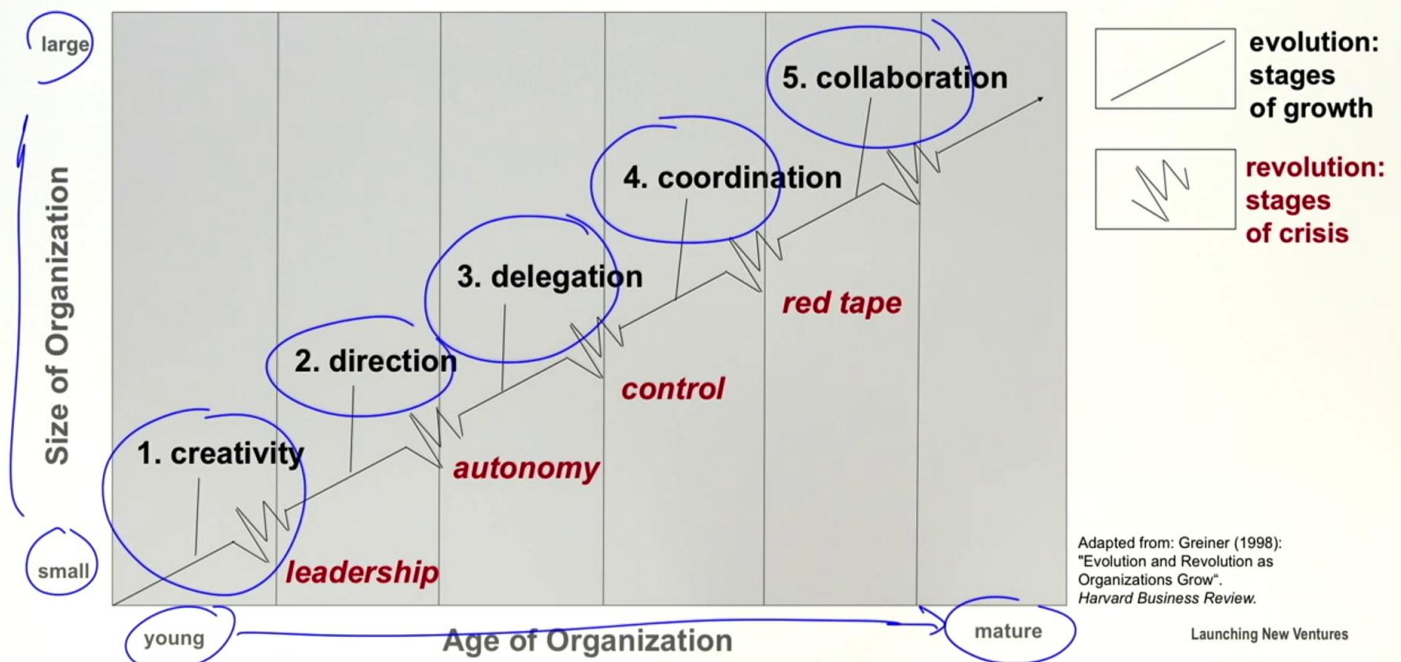 large
5. collaboration
4. coordination
3. delegation
2. direction
1. creativity
red tape
control
autonomy
leadership
Size of Organization
small
young
Age of Organization
mature
evolution:
stages
of growth
revolution:
stages
of crisis
Adapted from: Greiner (1998):
"Evolution and Revolution as
Organizations Grow“.
Harvard Business Review.
Launching New Ventures